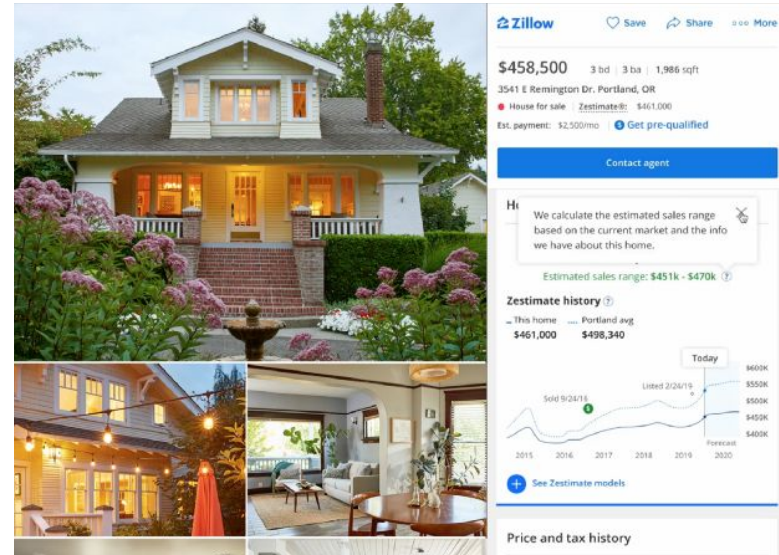 Zillow
Save
Share
More
$458,500 3 bd | 3 ba | 1,986 sqft
3541 E Remington Dr. Portland, OR
House for sale | Zestimate®: $461,000
Est. payment: $2,500/mo | $ Get pre-qualified
Contact agent
We calculate the estimated sales range
based on the current market and the info
we have about this home.
Estimated sales range: $451k - $470k ?
Zestimate history ?
This home Portland avg
$461,000 $498,340
Today
$600K
Listed 2/24/19
$550K
Sold 9/24/16
$
$500K
$450K
$400K
Forecast
2015 2016 2017 2018 2019 2020
+ See Zestimate models
Price and tax history